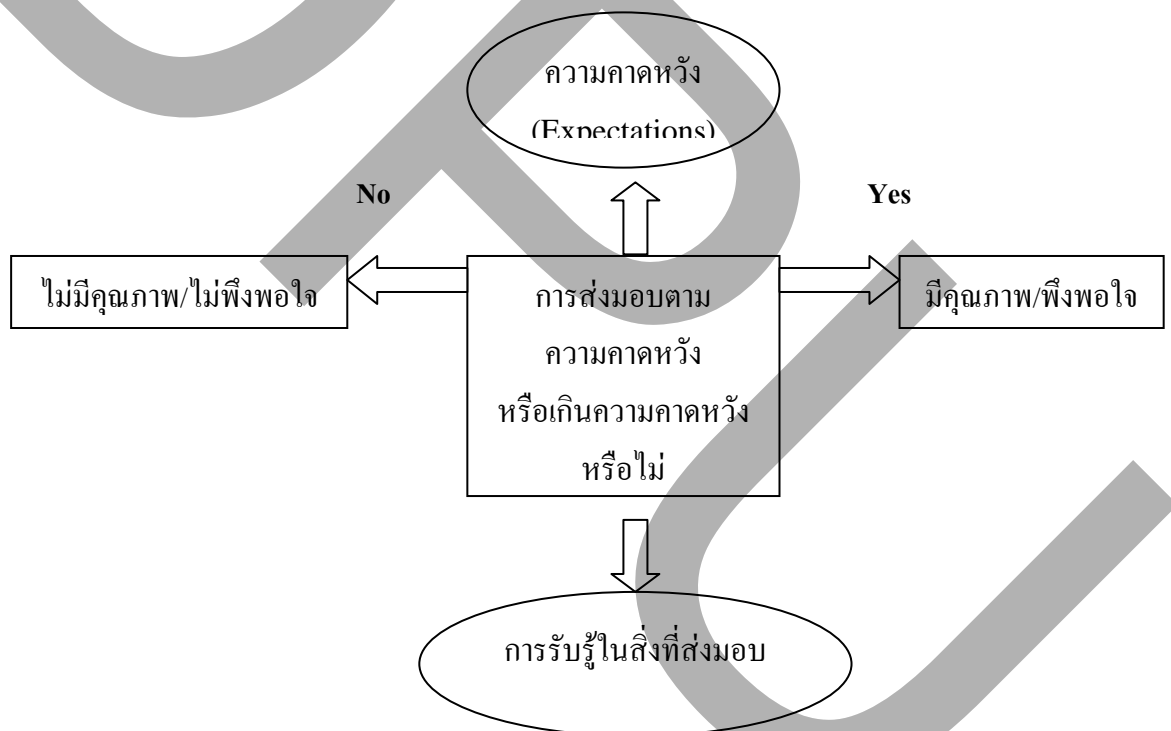 ความคาดหวัง
(Expectations)
No
Yes
ไม่มีคุณภาพ/ไม่พึงพอใจ
การส่งมอบตาม
ความคาดหวัง
หรือเกินความคาดหวัง
หรือไม่
มีคุณภาพ/พึงพอใจ
การรับรู้ในสิ่งที่ส่งมอบ